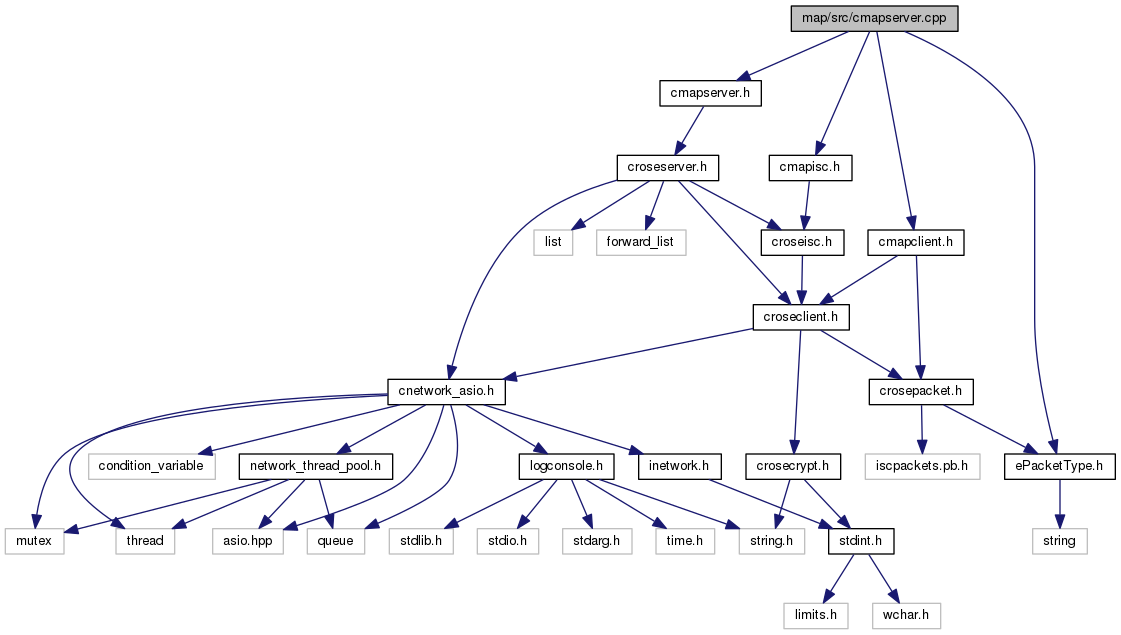 map/src/cmapserver.cpp
cmapserver.h
croseserver.h
cmapisc.h
list
forward_list
croseisc.h
cmapclient.h
croseclient.h
cnetwork_asio.h
crosepacket.h
condition_variable
network_thread_pool.h
logconsole.h
inetwork.h
crosecrypt.h
iscpackets.pb.h
ePacketType.h
mutex
thread
asio.hpp
queue
stdlib.h
stdio.h
stdarg.h
time.h
string.h
stdint.h
string
limits.h
wchar.h